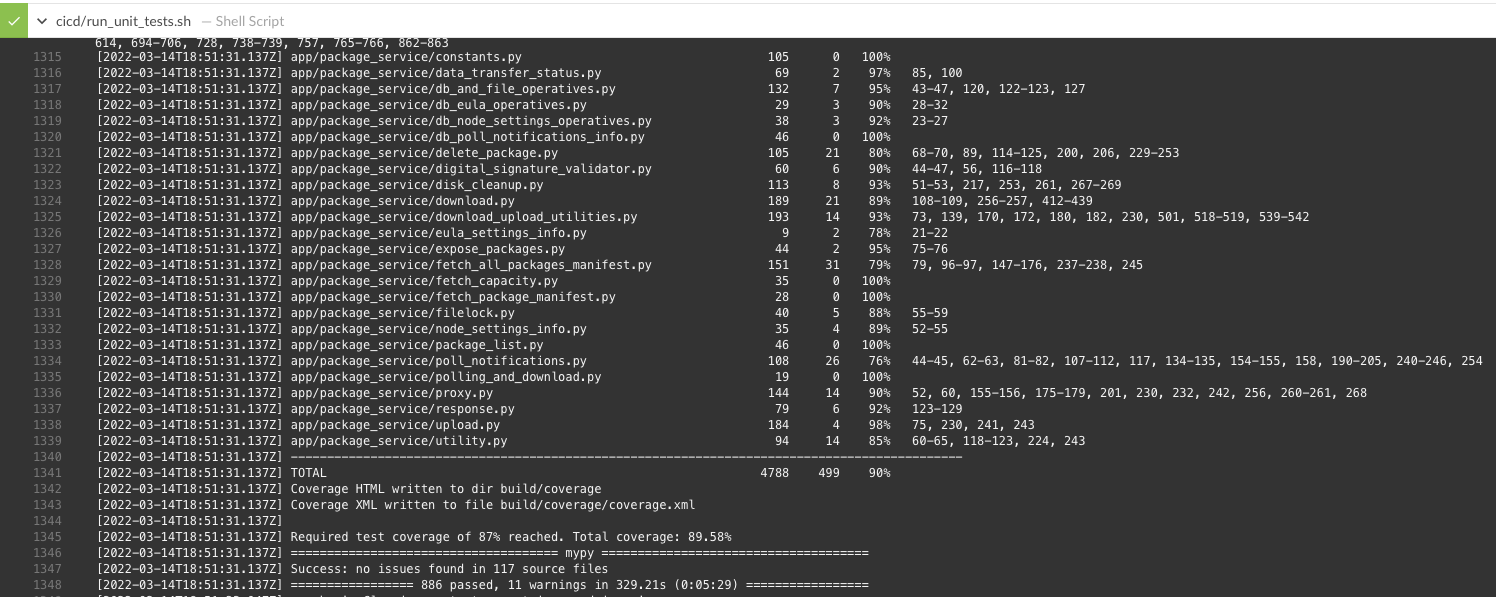 cicd/run_unit_tests.sh — Shell Script
614, 694-706, 728, 738-739, 757, 765-766, 862-863
1315 [2022-03-14T18:51:31.137Z] app/package_service/constants.py 105 0 100%
1316 [2022-03-14T18:51:31.137Z] app/package_service/data_transfer_status.py 69 2 97% 85, 100
1317 [2022-03-14T18:51:31.137Z] app/package_service/db_and_file_operatives.py 132 7 95% 43-47, 120, 122-123, 127
1318 [2022-03-14T18:51:31.137Z] app/package_service/db_eula_operatives.py 29 3 90% 28-32
1319 [2022-03-14T18:51:31.137Z] app/package_service/db_node_settings_operatives.py 38 3 92% 23-27
1320 [2022-03-14T18:51:31.137Z] app/package_service/db_poll_notifications_info.py 46 0 100%
1321 [2022-03-14T18:51:31.137Z] app/package_service/delete_package.py 105 21 80% 68-70, 89, 114-125, 200, 206, 229-253
1322 [2022-03-14T18:51:31.137Z] app/package_service/digital_signature_validator.py 60 6 90% 44-47, 56, 116-118
1323 [2022-03-14T18:51:31.137Z] app/package_service/disk_cleanup.py 113 8 93% 51-53, 217, 253, 261, 267-269
1324 [2022-03-14T18:51:31.137Z] app/package_service/download.py 189 21 89% 108-109, 256-257, 412-439
1325 [2022-03-14T18:51:31.137Z] app/package_service/download_upload_utilities.py 193 14 93% 73, 139, 170, 172, 180, 182, 230, 501, 518-519, 539-542
1326 [2022-03-14T18:51:31.137Z] app/package_service/eula_settings_info.py 9 2 78% 21-22
1327 [2022-03-14T18:51:31.137Z] app/package_service/expose_packages.py 44 2 95% 75-76
1328 [2022-03-14T18:51:31.137Z] app/package_service/fetch_all_packages_manifest.py 151 31 79% 79, 96-97, 147-176, 237-238, 245
1329 [2022-03-14T18:51:31.137Z] app/package_service/fetch_capacity.py 35 0 100%
1330 [2022-03-14T18:51:31.137Z] app/package_service/fetch_package_manifest.py 28 0 100%
1331 [2022-03-14T18:51:31.137Z] app/package_service/filelock.py 40 5 88% 55-59
1332 [2022-03-14T18:51:31.137Z] app/package_service/node_settings_info.py 35 4 89% 52-55
1333 [2022-03-14T18:51:31.137Z] app/package_service/package_list.py 46 0 100%
1334 [2022-03-14T18:51:31.137Z] app/package_service/poll_notifications.py 108 26 76% 44-45, 62-63, 81-82, 107-112, 117, 134-135, 154-155, 158, 190-205, 240-246, 254
1335 [2022-03-14T18:51:31.137Z] app/package_service/polling_and_download.py 19 0 100%
1336 [2022-03-14T18:51:31.137Z] app/package_service/proxy.py 144 14 90% 52, 60, 155-156, 175-179, 201, 230, 232, 242, 256, 260-261, 268
1337 [2022-03-14T18:51:31.137Z] app/package_service/response.py 79 6 92% 123-129
1338 [2022-03-14T18:51:31.137Z] app/package_service/upload.py 184 4 98% 75, 230, 241, 243
1339 [2022-03-14T18:51:31.137Z] app/package_service/utility.py 94 14 85% 60-65, 118-123, 224, 243
1340 [2022-03-14T18:51:31.137Z] ---------------------------------------------------------------------------------------------
1341 [2022-03-14T18:51:31.137Z] TOTAL 4788 499 90%
1342 [2022-03-14T18:51:31.137Z] Coverage HTML written to dir build/coverage
1343 [2022-03-14T18:51:31.137Z] Coverage XML written to file build/coverage/coverage.xml
1344 [2022-03-14T18:51:31.137Z]
1345 [2022-03-14T18:51:31.137Z] Required test coverage of 87% reached. Total coverage: 89.58%
1346 [2022-03-14T18:51:31.137Z] ===================================== mypy =====================================
1347 [2022-03-14T18:51:31.137Z] Success: no issues found in 117 source files
1348 [2022-03-14T18:51:31.137Z] ================= 886 passed, 11 warnings in 329.21s (0:05:29) =================